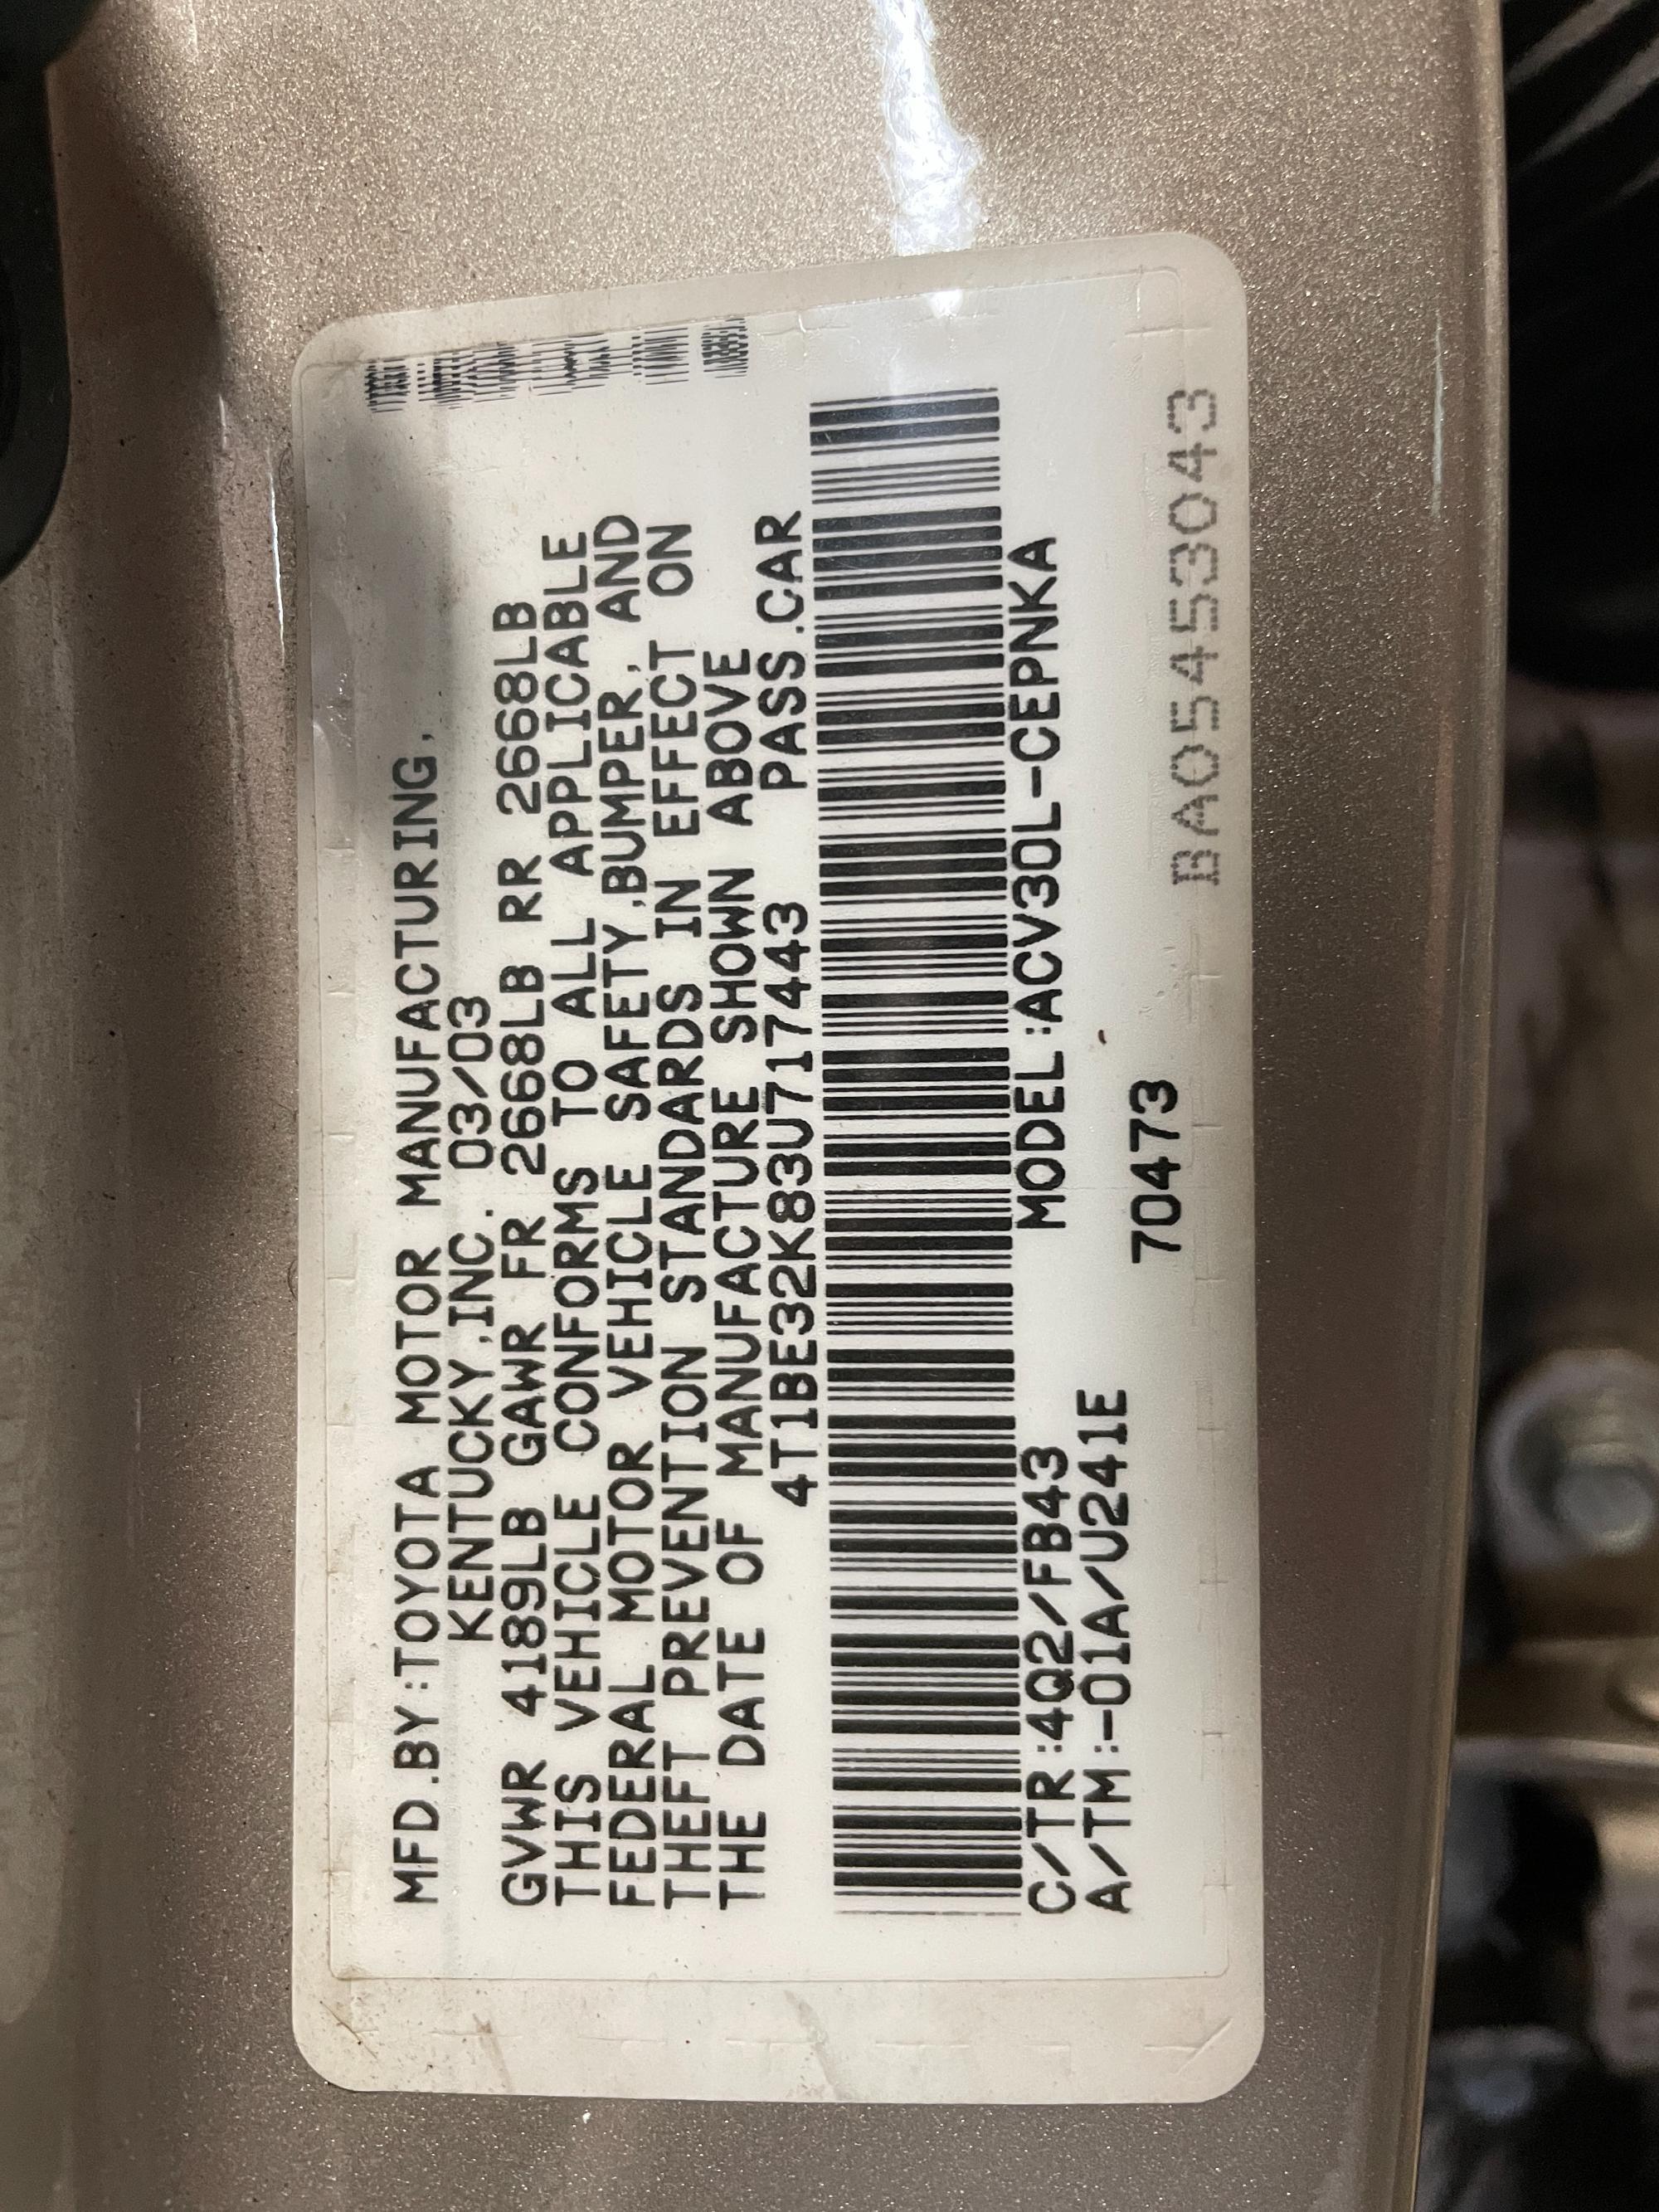 MFD.BY:TOYOTA MOTOR MANUFACTURING,
KENTUCKY,INC. 03/03
GVWR 4189LB GAWR FR 2668LB RR 2668LB
THIS VEHICLE CONFORMS TO ALL APPLICABLE
FEDERAL MOTOR VEHICLE SAFETY,BUMPER, AND
THEFT PREVENTION STANDARDS IN EFFECT ON
THE DATE OF MANUFACTURE SHOWN ABOVE
4T1BE32K83U717443 PASS.CAR
C/TR:4Q2/FB43 MODEL:ACV30L-CEPNKA
A/TM:-01A/U241E
70473
BA05453043